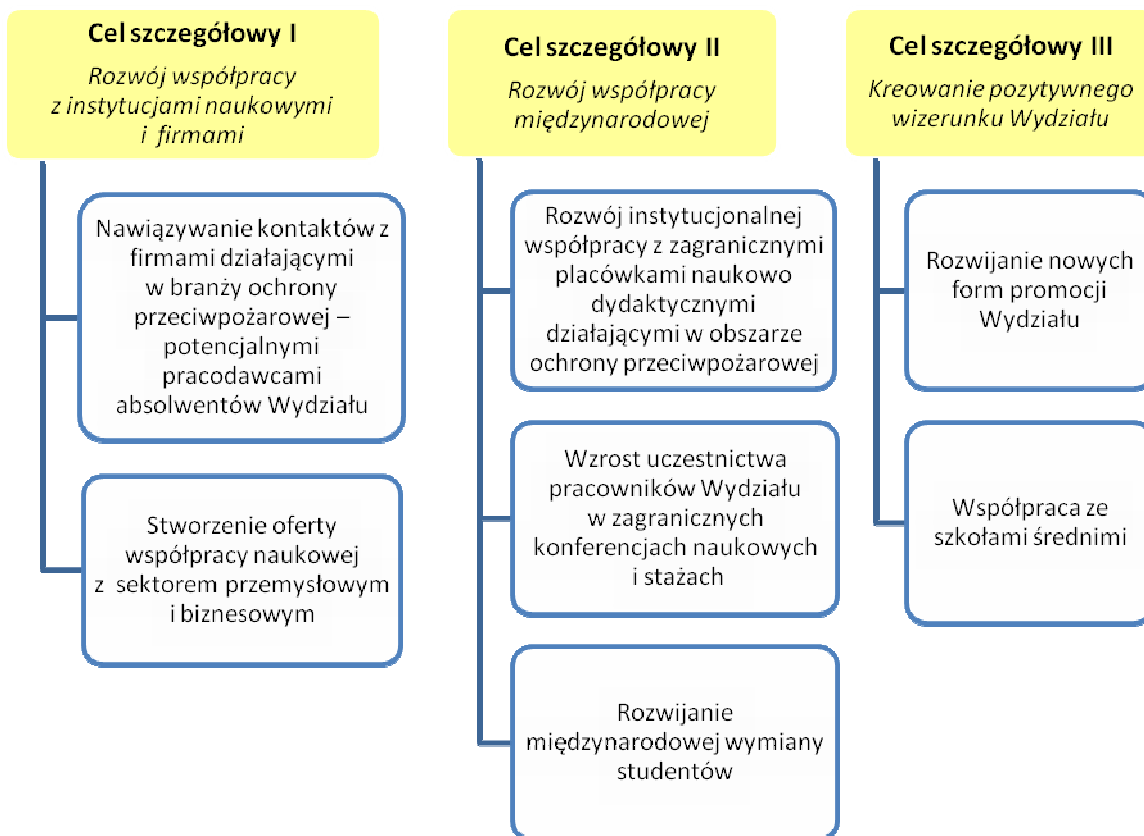 Cel szczegółowy I
Rozwój współpracy
z instytucjami naukowymi
i firmami
Nawiązywanie kontaktów z
firmami działającymi
w branży ochrony
przeciwpożarowej –
potencjalnymi
pracodawcami
absolwentów Wydziału
Stworzenie oferty
współpracy naukowej
z sektorem przemysłowym
i biznesowym
Cel szczegółowy II
Rozwój współpracy
międzynarodowej
Rozwój instytucjonalnej
współpracy z zagranicznymi
placówkami naukowo
dydaktycznymi
działającymi w obszarze
ochrony przeciwpożarowej
Wzrost uczestnictwa
pracowników Wydziału
w zagranicznych
konferencjach naukowych
i stażach
Rozwijanie
międzynarodowej wymiany
studentów
Cel szczegółowy III
Kreowanie pozytywnego
wizerunku Wydziału
Rozwijanie nowych
form promocji
Wydziału
Współpraca ze
szkołami średnimi